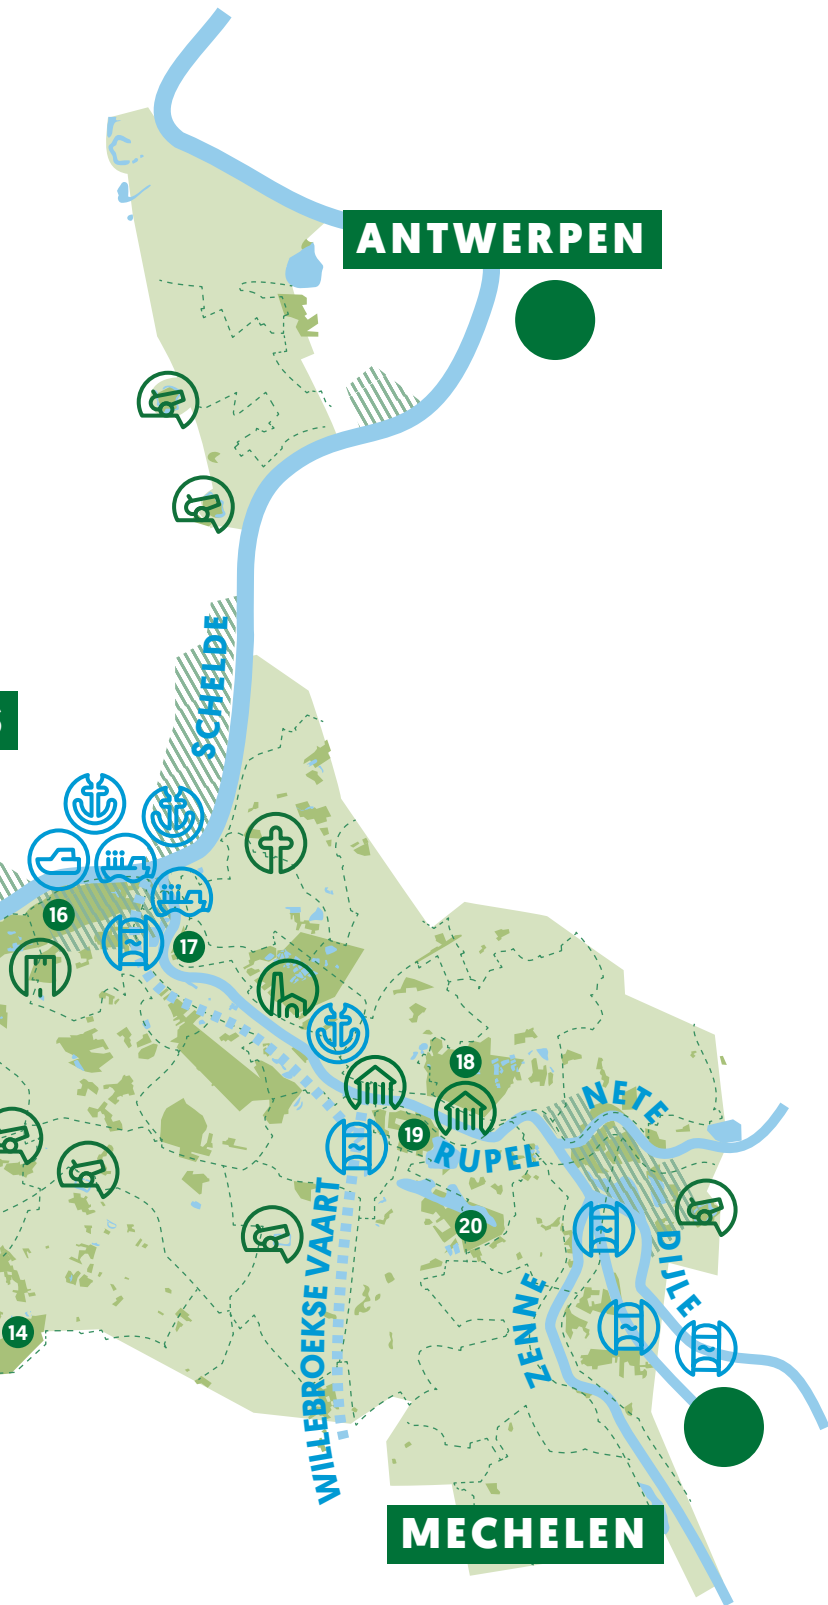 ANTWERPEN
SCHELDE
16
17
18
NETE
19
RUPEL
20
WILLEBROEKSE VAART
DIJLE
ZENNE
14
MECHELEN